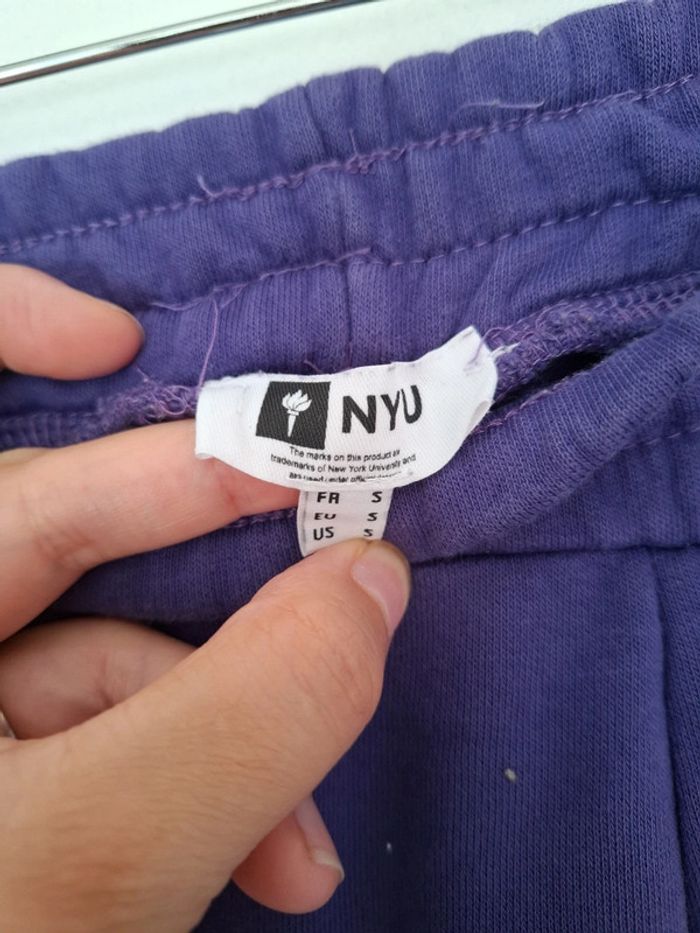 NYU
The marks on this product are
trademarks of New York University and
are used under official
FR S
EU S
US S